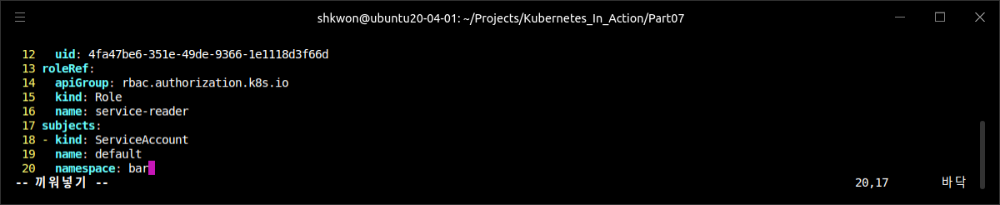 shkwon@ubuntu20-04-01: ~/Projects/Kubernetes_In_Action/Part07
12   uid: 4fa47be6-351e-49de-9366-1e1118d3f66d
13 roleRef:
14   apiGroup: rbac.authorization.k8s.io
15   kind: Role
16   name: service-reader
17 subjects:
18 - kind: ServiceAccount
19   name: default
20   namespace: bar
-- 끼워넣기 -- 20,17 바닥